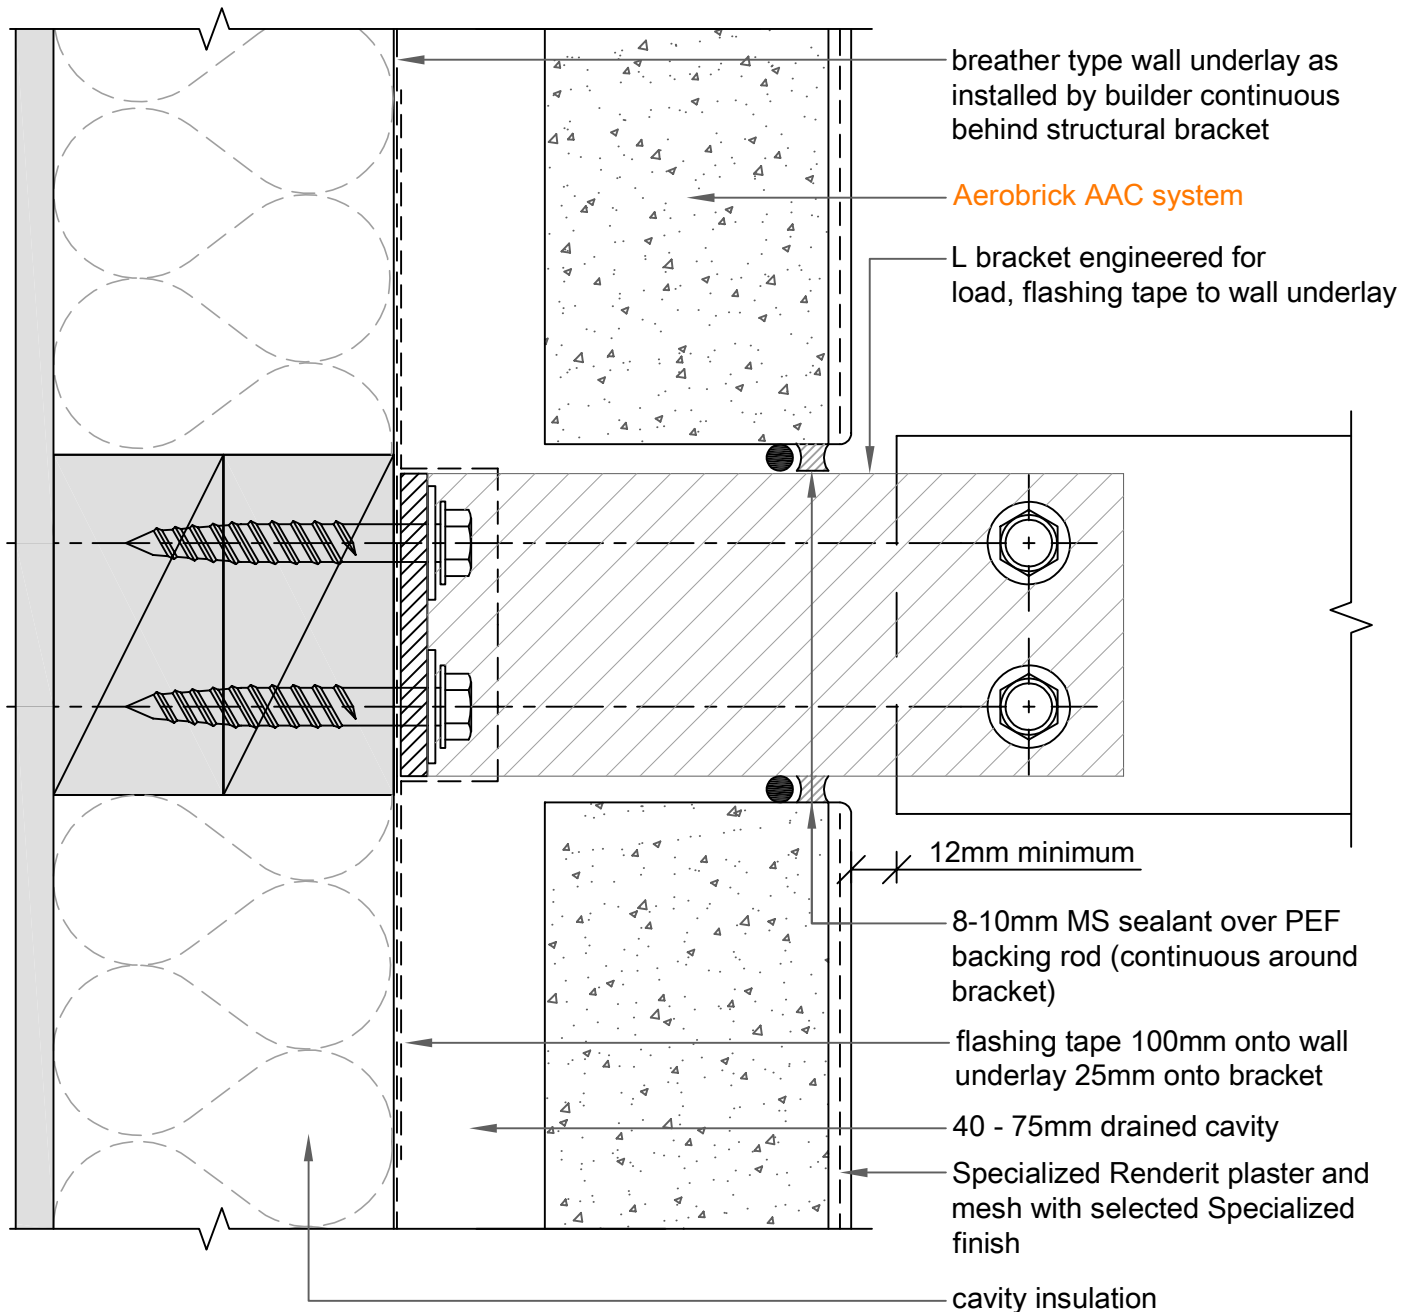 breather type wall underlay as
installed by builder continuous
behind structural bracket
Aerobrick AAC system
L bracket engineered for
load, flashing tape to wall underlay
12mm minimum
8-10mm MS sealant over PEF
backing rod (continuous around
bracket)
flashing tape 100mm onto wall
underlay 25mm onto bracket
40 - 75mm drained cavity
Specialized Renderit plaster and
mesh with selected Specialized
finish
cavity insulation